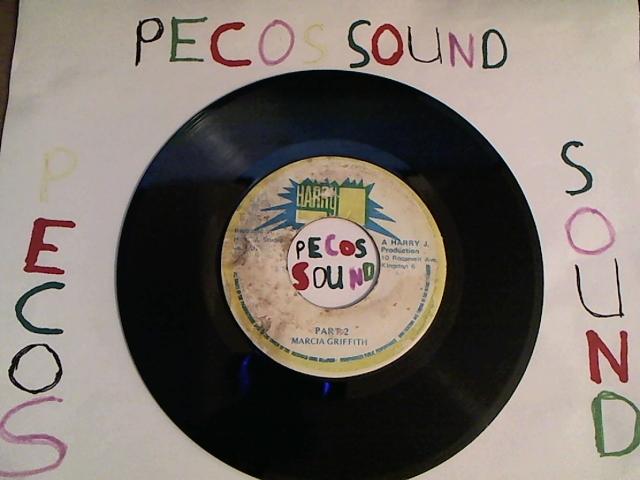 PECOS SOUND
P
E
C
O
S
HARRY J
PECOS
SOUND
A HARRY J.
Production
10 Roosevelt Ave.
Kingston 6
PART 2
MARCIA GRIFFITH
S
O
U
N
D